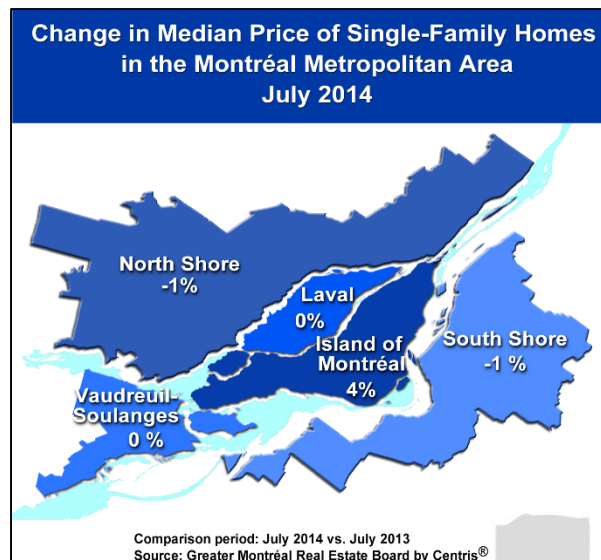 Change in Median Price of Single-Family Homes
in the Montréal Metropolitan Area
July 2014
North Shore
-1%
Laval
0%
Island of
Montréal
4%
South Shore
-1 %
Vaudreuil-
Soulanges
0 %
Comparison period: July 2014 vs. July 2013
Source: Greater Montréal Real Estate Board by Centris®